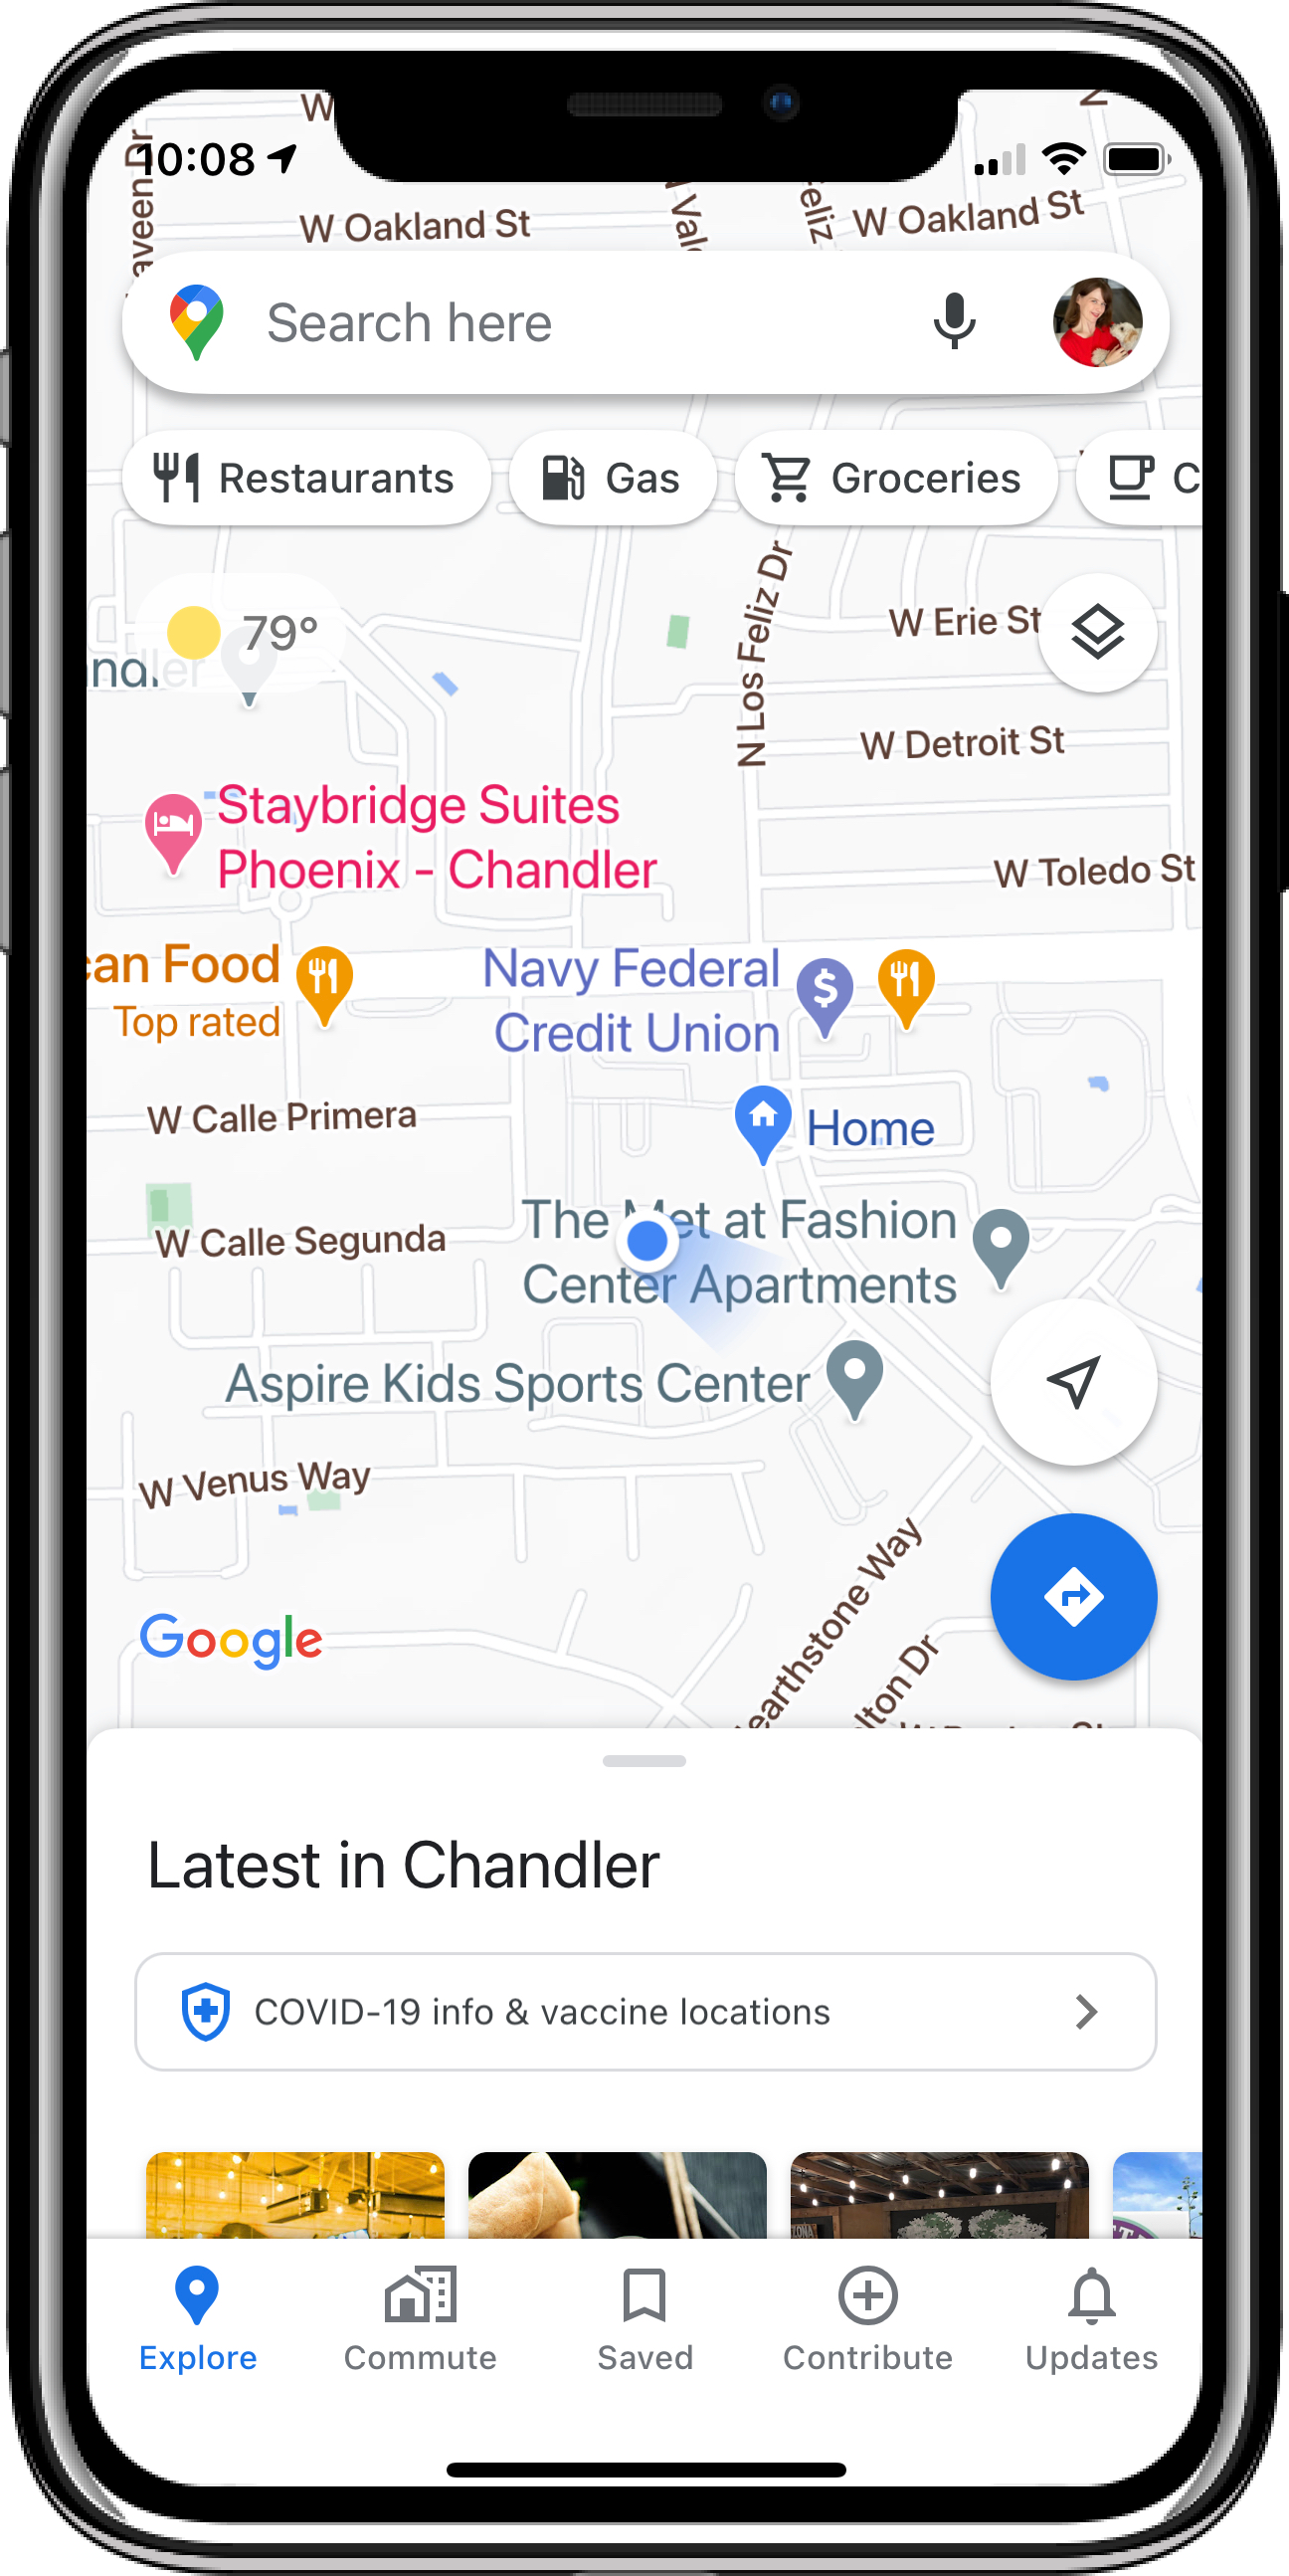 10:08
W Oakland St
W Oakland St
Search here
Restaurants
Gas
Groceries
79°
W Erie St
N Los Feliz Dr
W Detroit St
Staybridge Suites
Phoenix - Chandler
W Toledo St
Food
Top rated
Navy Federal
Credit Union
W Calle Primera
Home
W Calle Segunda
The Met at Fashion
Center Apartments
Aspire Kids Sports Center
W Venus Way
Way
Dr
Google
Latest in Chandler
COVID-19 info & vaccine locations
Explore
Commute
Saved
Contribute
Updates